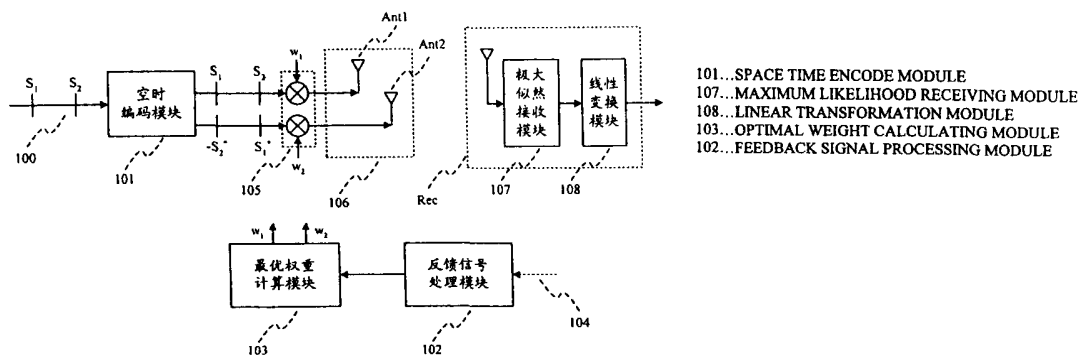 S₁ S₂
100
空时
编码模块
101
S₁ S₂
-S₂* S₁*
w₁
w₂
105
Ant1
Ant2
106
Rec
极大
似然
接收
模块
107
线性
变换
模块
108
101...SPACE TIME ENCODE MODULE
107...MAXIMUM LIKELIHOOD RECEIVING MODULE
108...LINEAR TRANSFORMATION MODULE
103...OPTIMAL WEIGHT CALCULATING MODULE
102...FEEDBACK SIGNAL PROCESSING MODULE
w₁ w₂
最优权重
计算模块
103
反馈信号
处理模块
102
104